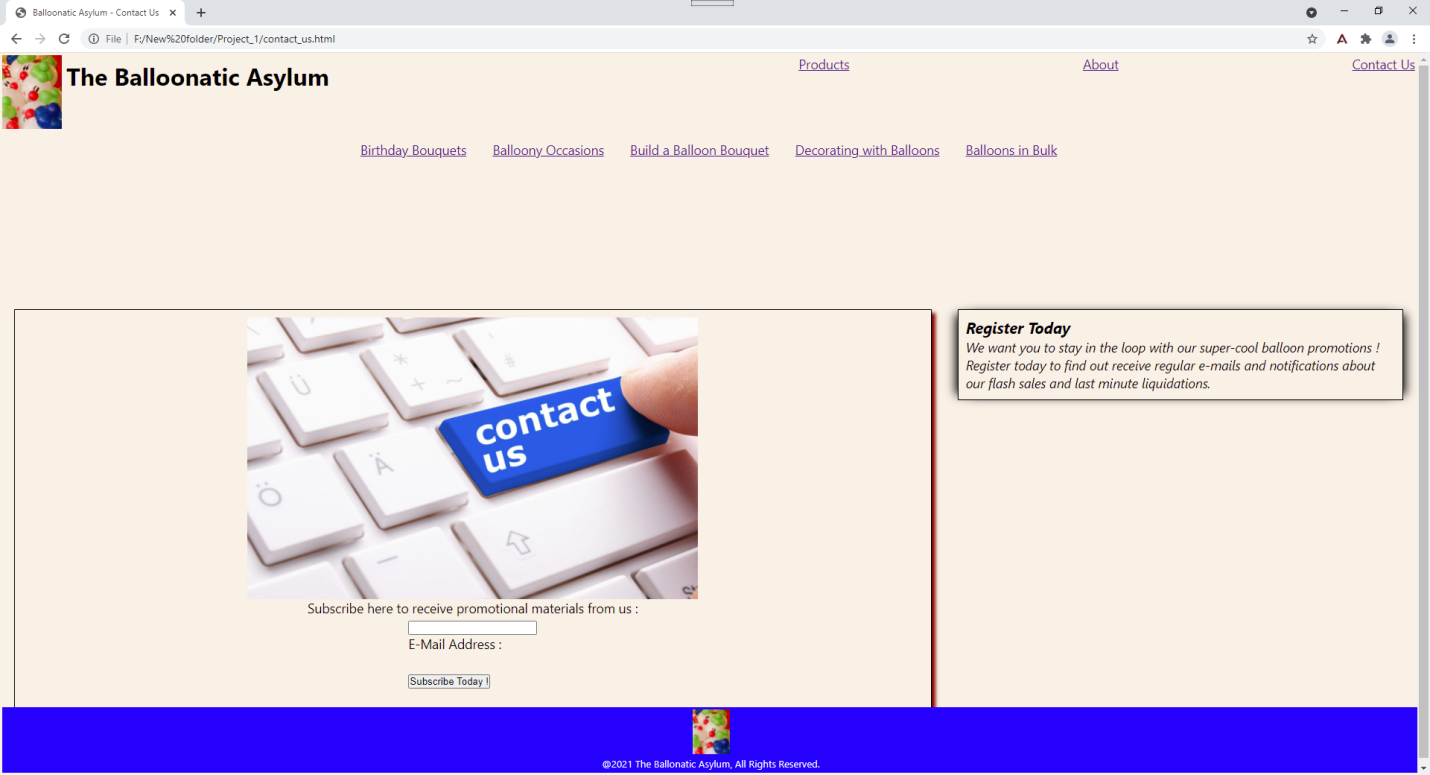 Balloonatic Asylum - Contact Us
File
F:/New%20folder/Project_1/contact_us.html
The Balloonatic Asylum
Products
About
Contact Us
Birthday Bouquets
Balloony Occasions
Build a Balloon Bouquet
Decorating with Balloons
Balloons in Bulk
Ü
*
+ ~
#
Ä
Ö
contact
us
Subscribe here to receive promotional materials from us :
E-Mail Address :
Subscribe Today !
Register Today
We want you to stay in the loop with our super-cool balloon promotions !
Register today to find out receive regular e-mails and notifications about
our flash sales and last minute liquidations.
@2021 The Ballonatic Asylum, All Rights Reserved.